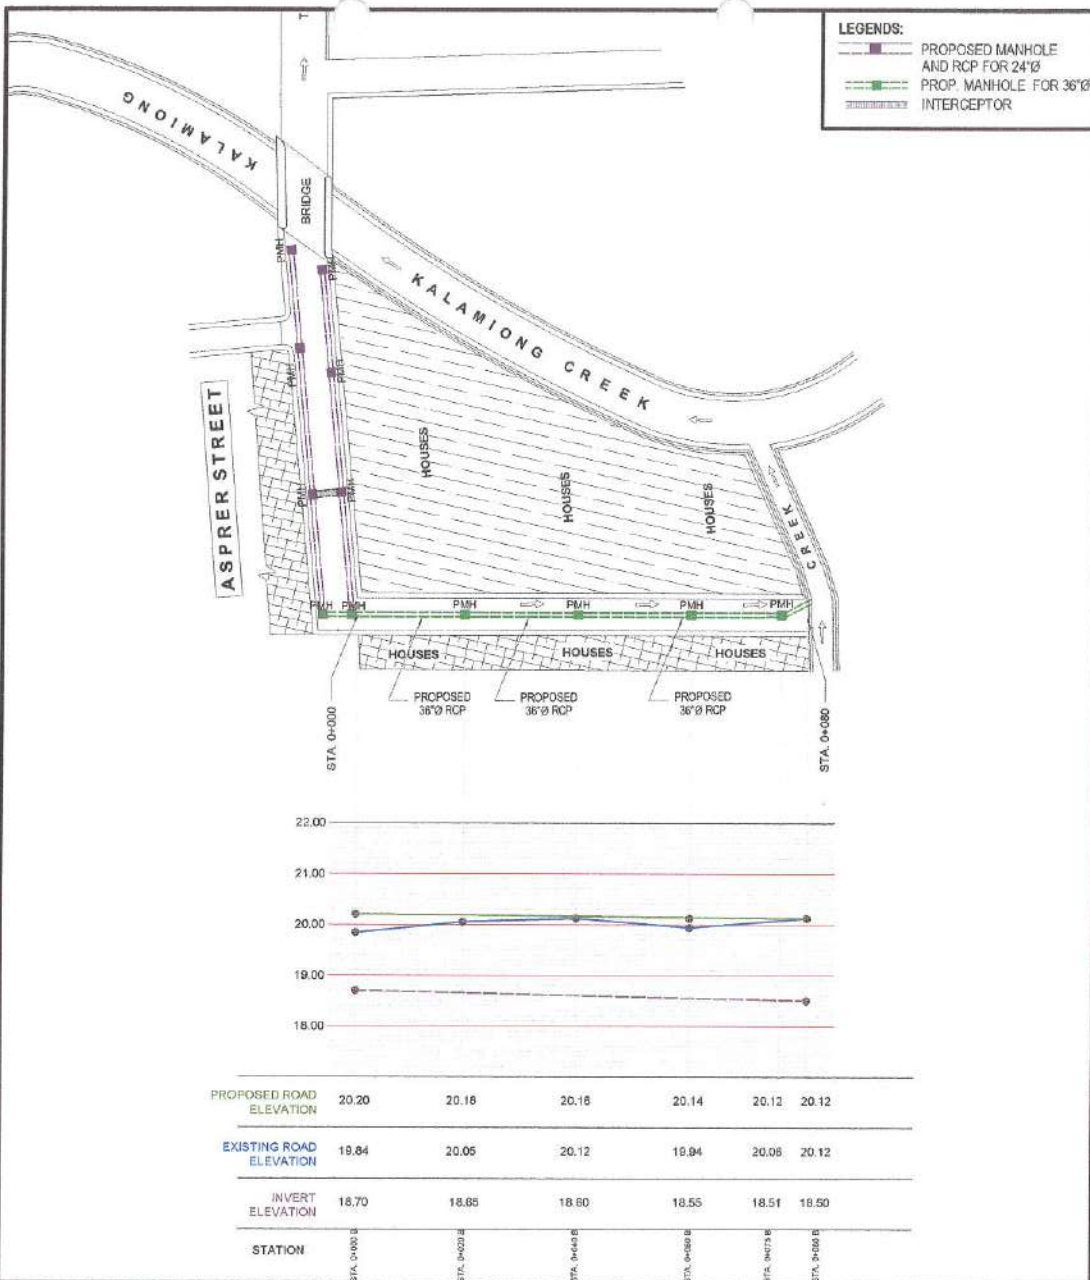 T
LEGENDS:
PROPOSED MANHOLE
AND RCP FOR 24"Ø
PROP. MANHOLE FOR 36"Ø
INTERCEPTOR
KALAMIONG
BRIDGE
PMH
PMH
KALAMIONG CREEK
PMH
PMH
ASPRER STREET
HOUSES
HOUSES
HOUSES
PMH
PMH
CREEK
PMH
PMH
PMH
PMH
PMH
PMH
HOUSES
HOUSES
HOUSES
PROPOSED
36"Ø RCP
PROPOSED
36"Ø RCP
PROPOSED
36"Ø RCP
STA. 0+000
STA. 0+080
22.00
21.00
20.00
19.00
18.00
PROPOSED ROAD
ELEVATION
20.20 20.18 20.16 20.14 20.12 20.12
EXISTING ROAD
ELEVATION
19.84 20.05 20.12 19.94 20.06 20.12
INVERT
ELEVATION
18.70 18.65 18.60 18.55 18.51 18.50
STATION